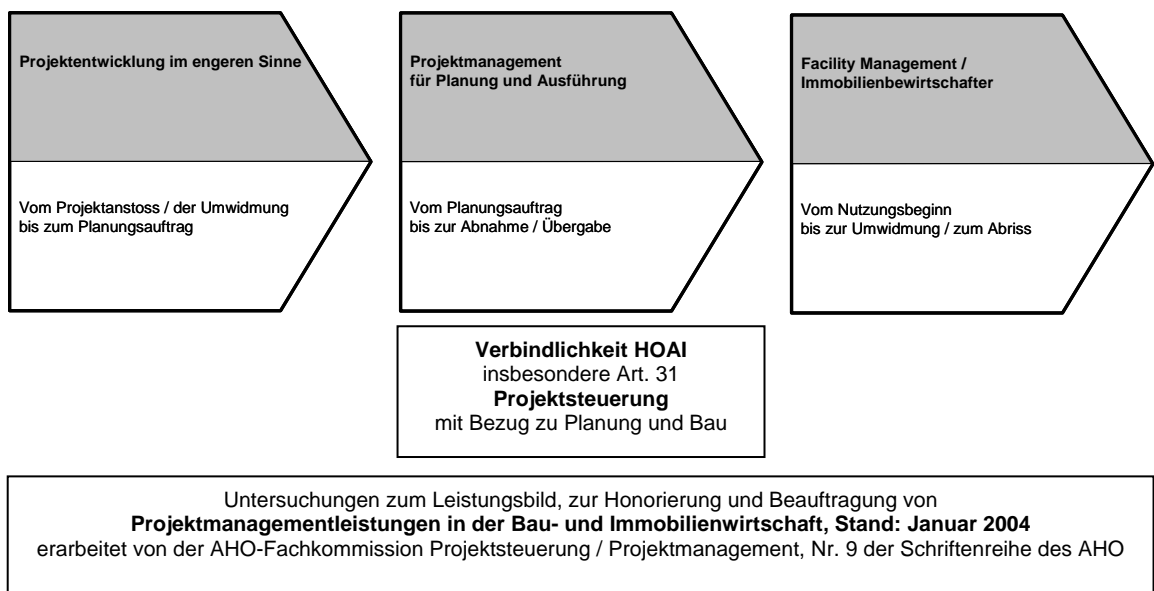 Projektentwicklung im engeren Sinne
Vom Projektanstoss / der Umwidmung
bis zum Planungsauftrag
Projektmanagement
für Planung und Ausführung
Vom Planungsauftrag
bis zur Abnahme / Übergabe
Facility Management /
Immobilienbewirtschafter
Vom Nutzungsbeginn
bis zur Umwidmung / zum Abriss
Verbindlichkeit HOAI
insbesondere Art. 31
Projektsteuerung
mit Bezug zu Planung und Bau
Untersuchungen zum Leistungsbild, zur Honorierung und Beauftragung von
Projektmanagementleistungen in der Bau- und Immobilienwirtschaft, Stand: Januar 2004
erarbeitet von der AHO-Fachkommission Projektsteuerung / Projektmanagement, Nr. 9 der Schriftenreihe des AHO